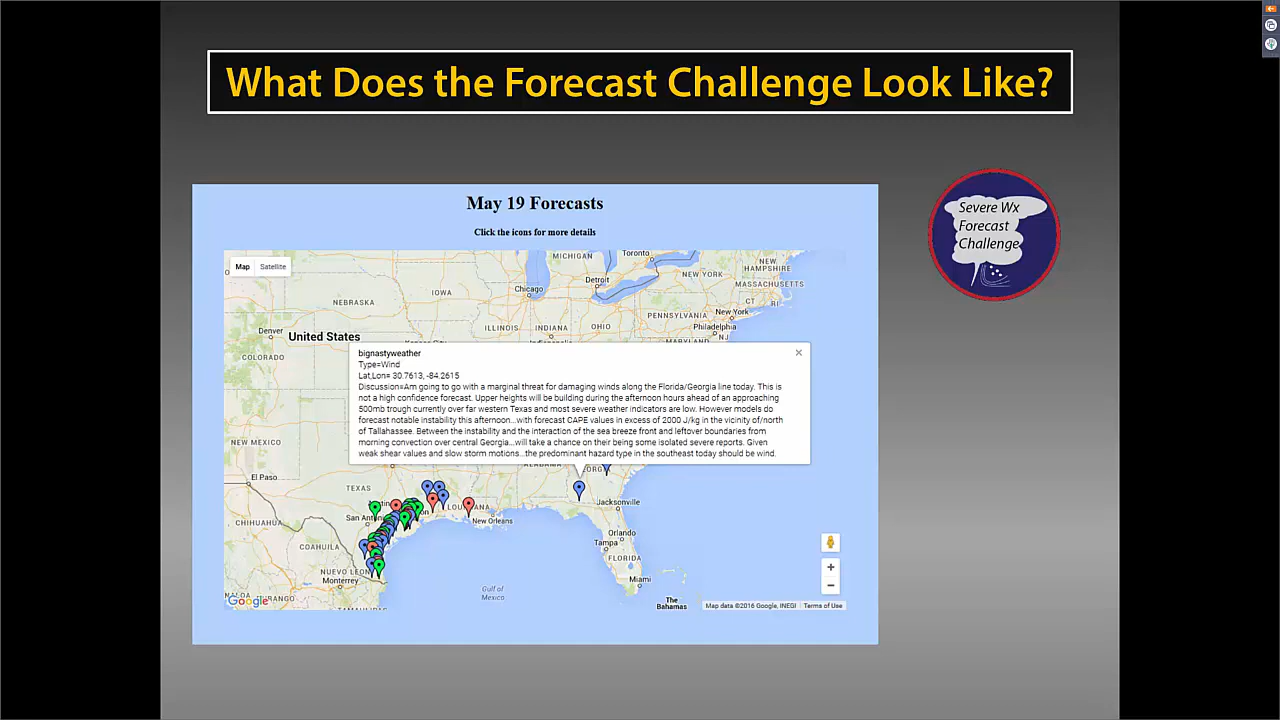 What Does the Forecast Challenge Look Like?
Severe Wx
Forecast
Challenge
May 19 Forecasts
Click the icons for more details
Map Satellite
MICHIGAN
Toronto
NEW
HAMPSHIRE
Detroit
NEW YORK
MASSACHUSETTS
Chicago
IOWA
CT RI
NEBRASKA
PENNSYLVANIA
New York
ILLINOIS INDIANA OHIO
Philadelphia
Denver
United States
NJ
MARYLAND
COLORADO
bignastyweather
Type=Wind
Lat,Lon= 30.7613, -84.2615
Discussion=Am going to go with a marginal threat for damaging winds along the Florida/Georgia line today. This is
not a high confidence forecast. Upper heights will be building during the afternoon hours ahead of an approaching
500mb trough currently over far western Texas and most severe weather indicators are low. However models do
forecast notable instability this afternoon...with forecast CAPE values in excess of 2000 J/kg in the vicinity of/north
of Tallahassee. Between the instability and the interaction of the sea breeze front and leftover boundaries from
morning convection over central Georgia...will take a chance on their being some isolated severe reports. Given
weak shear values and slow storm motions...the predominant hazard type in the southeast today should be wind.
NEW MEXICO
El Paso
TEXAS
Jacksonville
San Antonio
New Orleans
CHIHUAHUA
Orlando
COAHUILA
Tampa
FLORIDA
NUEVO LEON
Monterrey
Miami
Gulf of
Mexico
The
Bahamas
Google
Map data ©2016 Google, INEGI Terms of Use